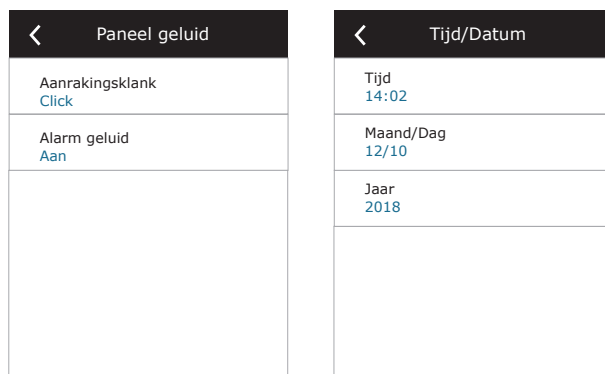 Paneel geluid
Aanrakingsklank
Click
Alarm geluid
Aan
Tijd/Datum
Tijd
14:02
Maand/Dag
12/10
Jaar
2018